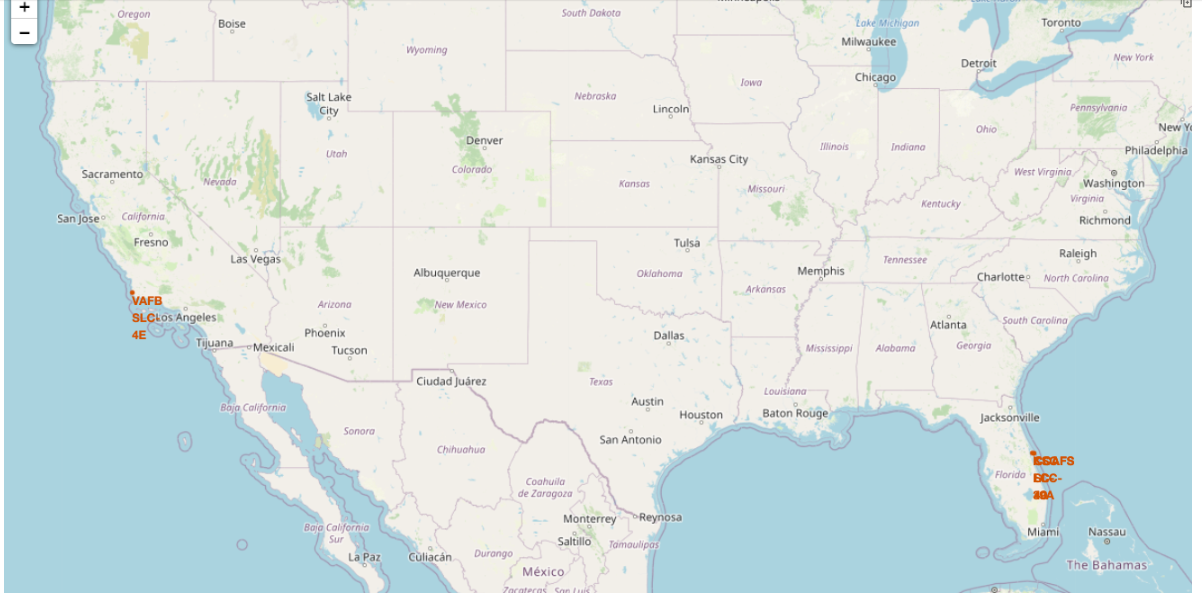 +
−
Oregon
Boise
South Dakota
Lake Michigan
Toronto
Milwaukee
Wyoming
Detroit
New York
Chicago
Iowa
Salt Lake
City
Nebraska
Lincoln
Pennsylvania
Ohio
Denver
Utah
Illinois
Indiana
Philadelphia
Kansas City
Sacramento
Nevada
Colorado
Kansas
Missouri
West Virginia
Washington
Virginia
Kentucky
San Jose
California
Richmond
Fresno
Las Vegas
Tulsa
Raleigh
Albuquerque
Oklahoma
Memphis
Tennessee
Charlotte
North Carolina
Arkansas
VAFB
SLC-
4E
Los Angeles
Arizona
New Mexico
South Carolina
Phoenix
Atlanta
Tijuana
Mexicali
Tucson
Dallas
Mississippi
Alabama
Georgia
Ciudad Juárez
Texas
Louisiana
Baja California
Austin
Houston
Baton Rouge
Jacksonville
Sonora
San Antonio
Chihuahua
Florida
Coahuila
de Zaragoza
Monterrey
Reynosa
Baja California
Sur
Saltillo
Tamaulipas
Miami
Nassau
La Paz
Culiacán
Durango
The Bahamas
México
Zacatecas
San Luis